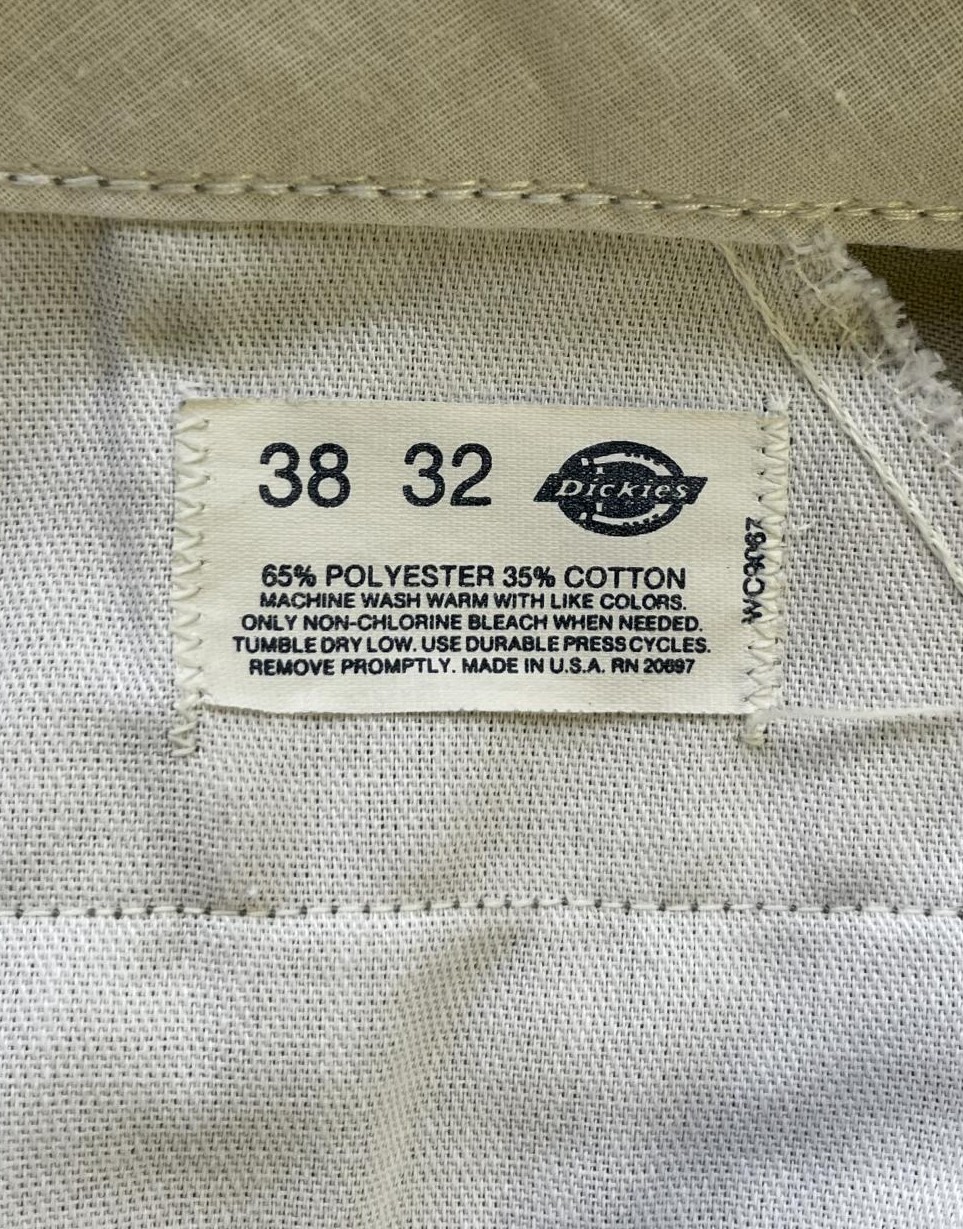 38 32 Dickies
65% POLYESTER 35% COTTON
MACHINE WASH WARM WITH LIKE COLORS.
ONLY NON-CHLORINE BLEACH WHEN NEEDED.
TUMBLE DRY LOW. USE DURABLE PRESS CYCLES.
REMOVE PROMPTLY. MADE IN U.S.A. RN 20697
WC9067